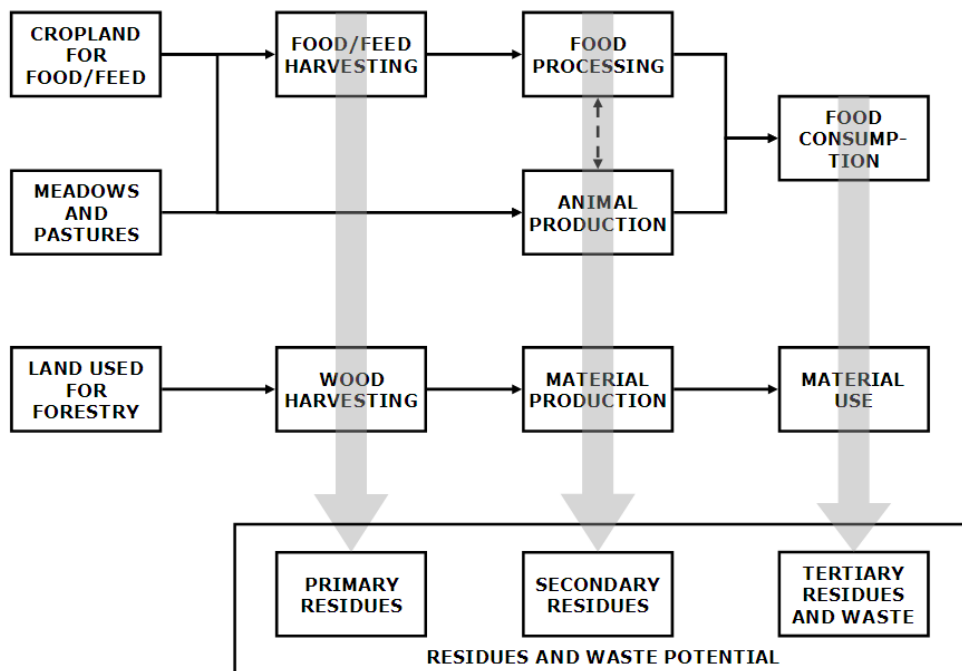 CROPLAND
FOR
FOOD/FEED
FOOD/FEED
HARVESTING
FOOD
PROCESSING
FOOD
CONSUMP-
TION
MEADOWS
AND
PASTURES
ANIMAL
PRODUCTION
LAND USED
FOR
FORESTRY
WOOD
HARVESTING
MATERIAL
PRODUCTION
MATERIAL
USE
PRIMARY
RESIDUES
SECONDARY
RESIDUES
TERTIARY
RESIDUES
AND WASTE
RESIDUES AND WASTE POTENTIAL